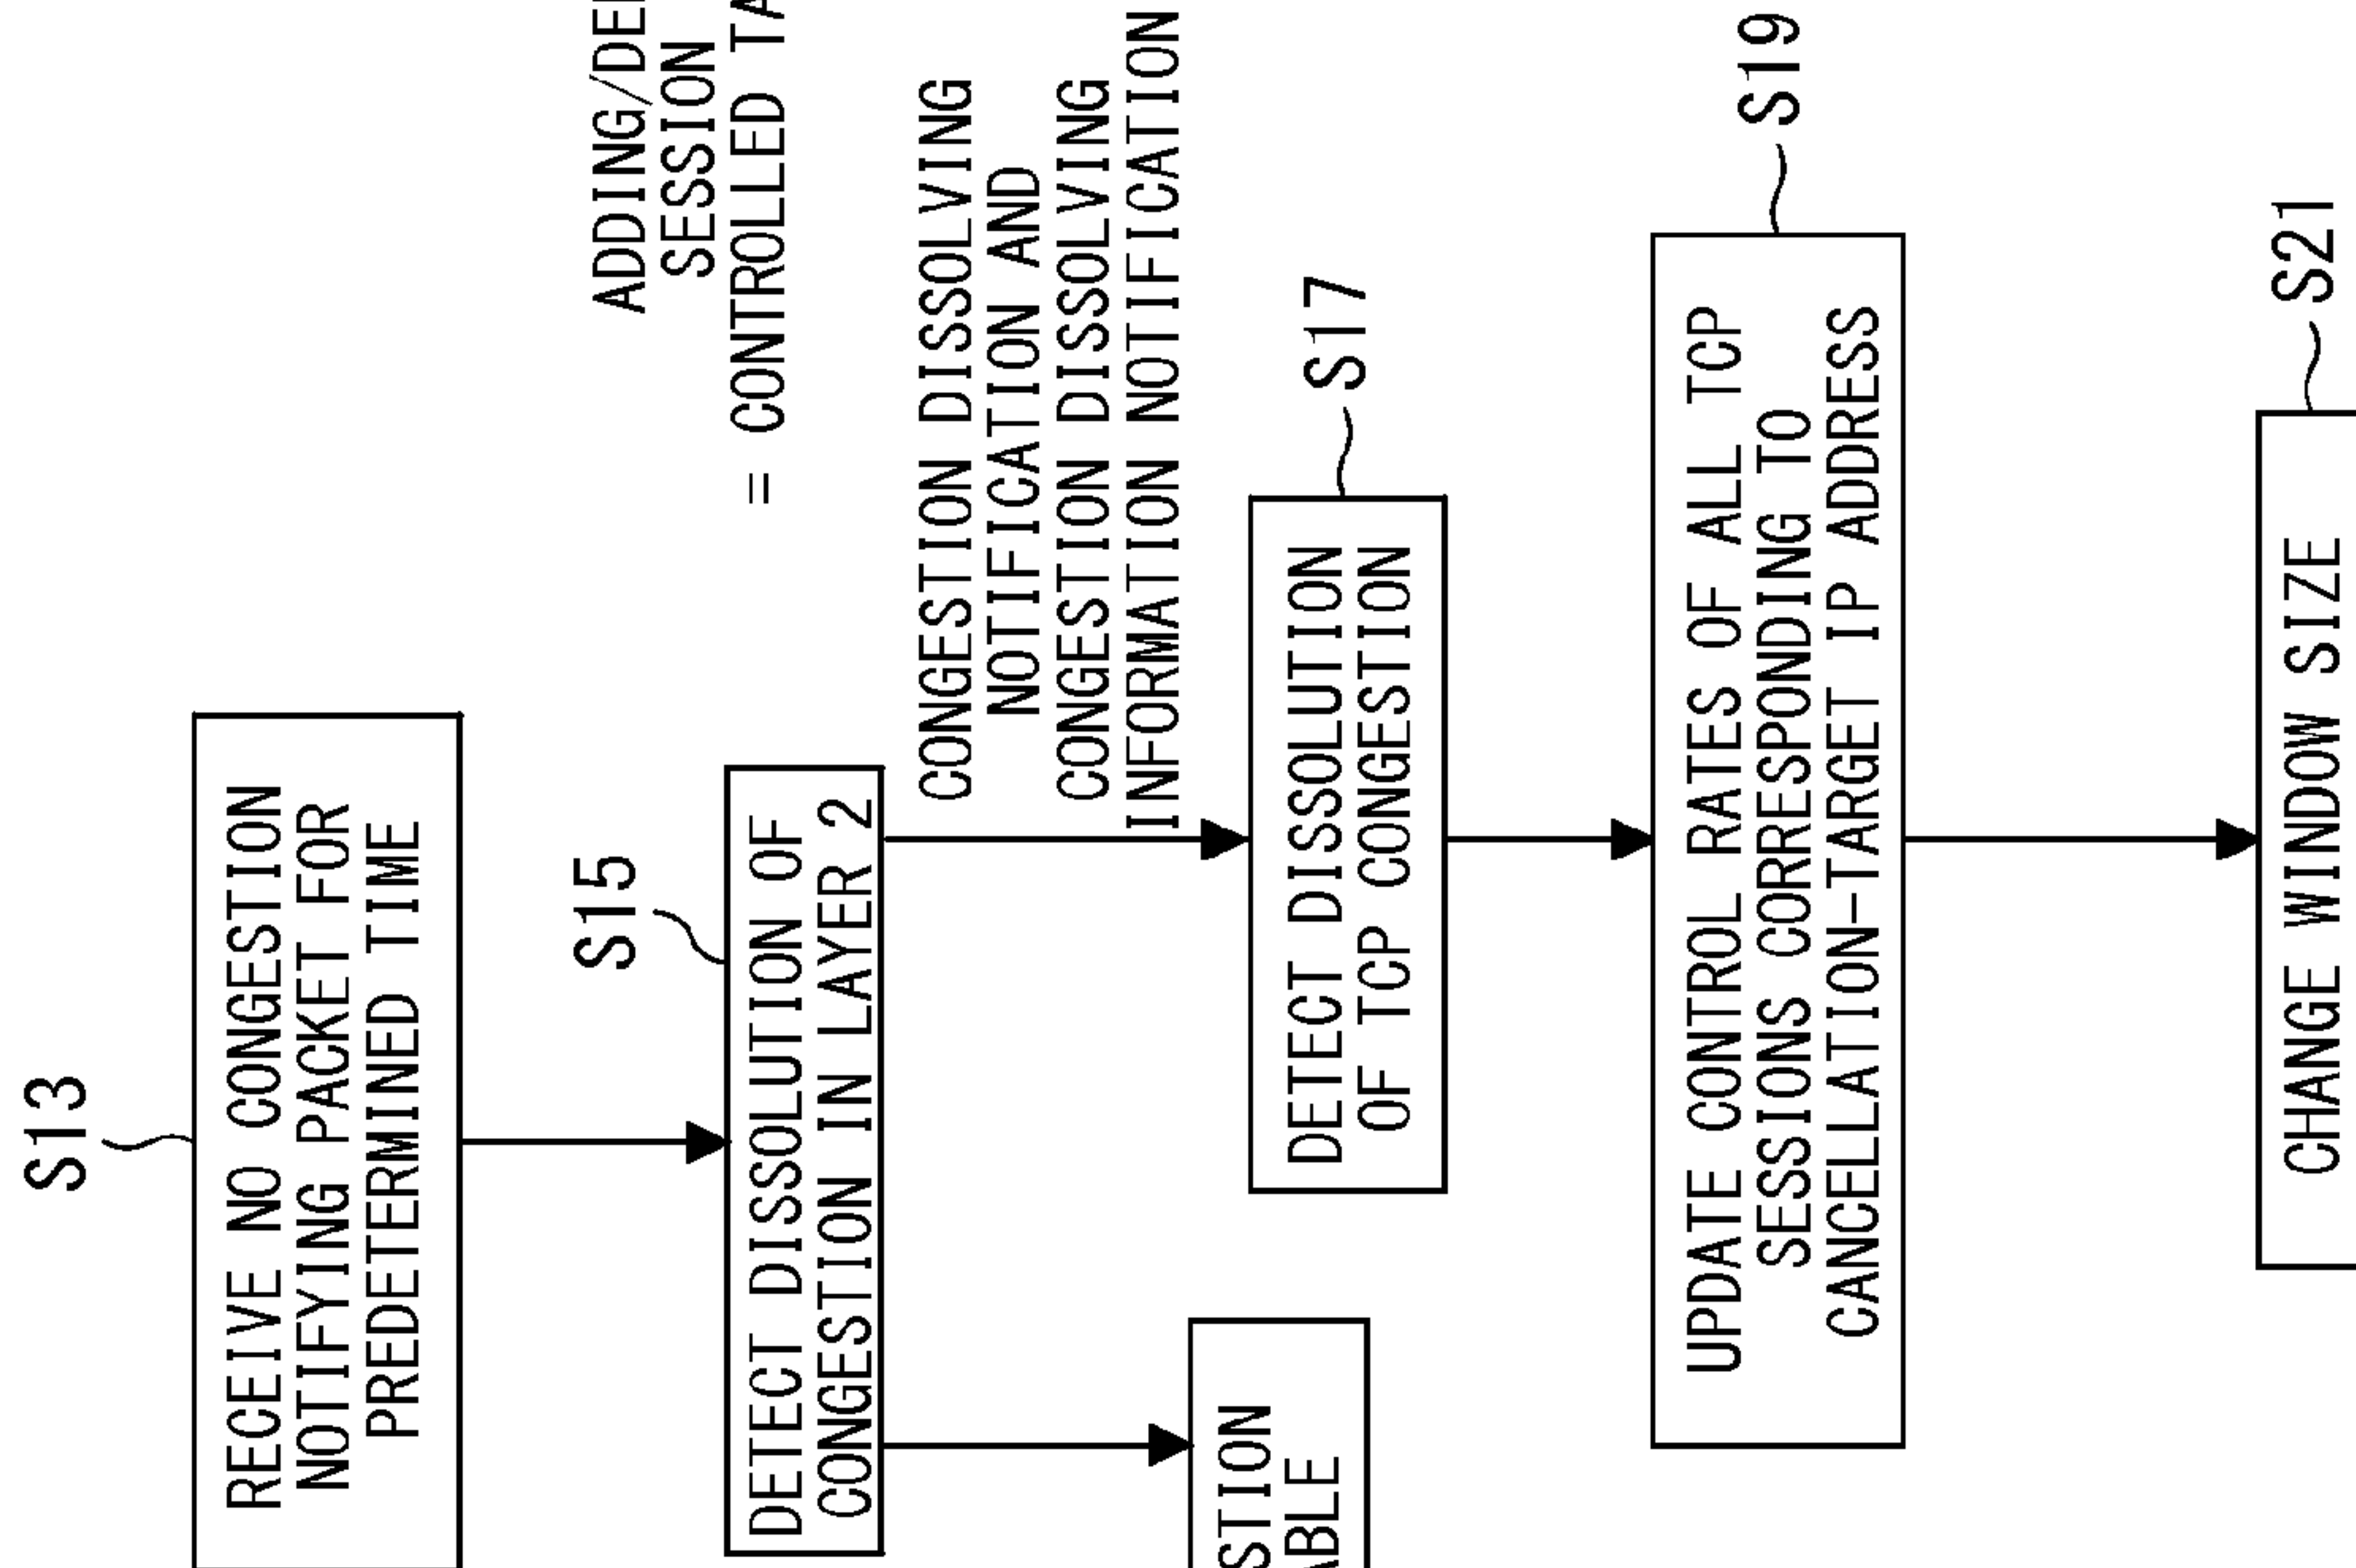 S13
RECEIVE NO CONGESTION
NOTIFYING PACKET FOR
PREDETERMINED TIME
S15
DETECT DISSOLUTION OF
CONGESTION IN LAYER 2
ADDING/
SESSION
= CONTROLLED
CONGESTION DISSOLVING
NOTIFICATION AND
CONGESTION DISSOLVING
INFORMATION NOTIFICATION
S17
DETECT DISSOLUTION
OF TCP CONGESTION
S19
UPDATE CONTROL RATES OF ALL TCP
SESSIONS CORRESPONDING TO
CANCELLATION-TARGET IP ADDRESS
S21
CHANGE WINDOW SIZE